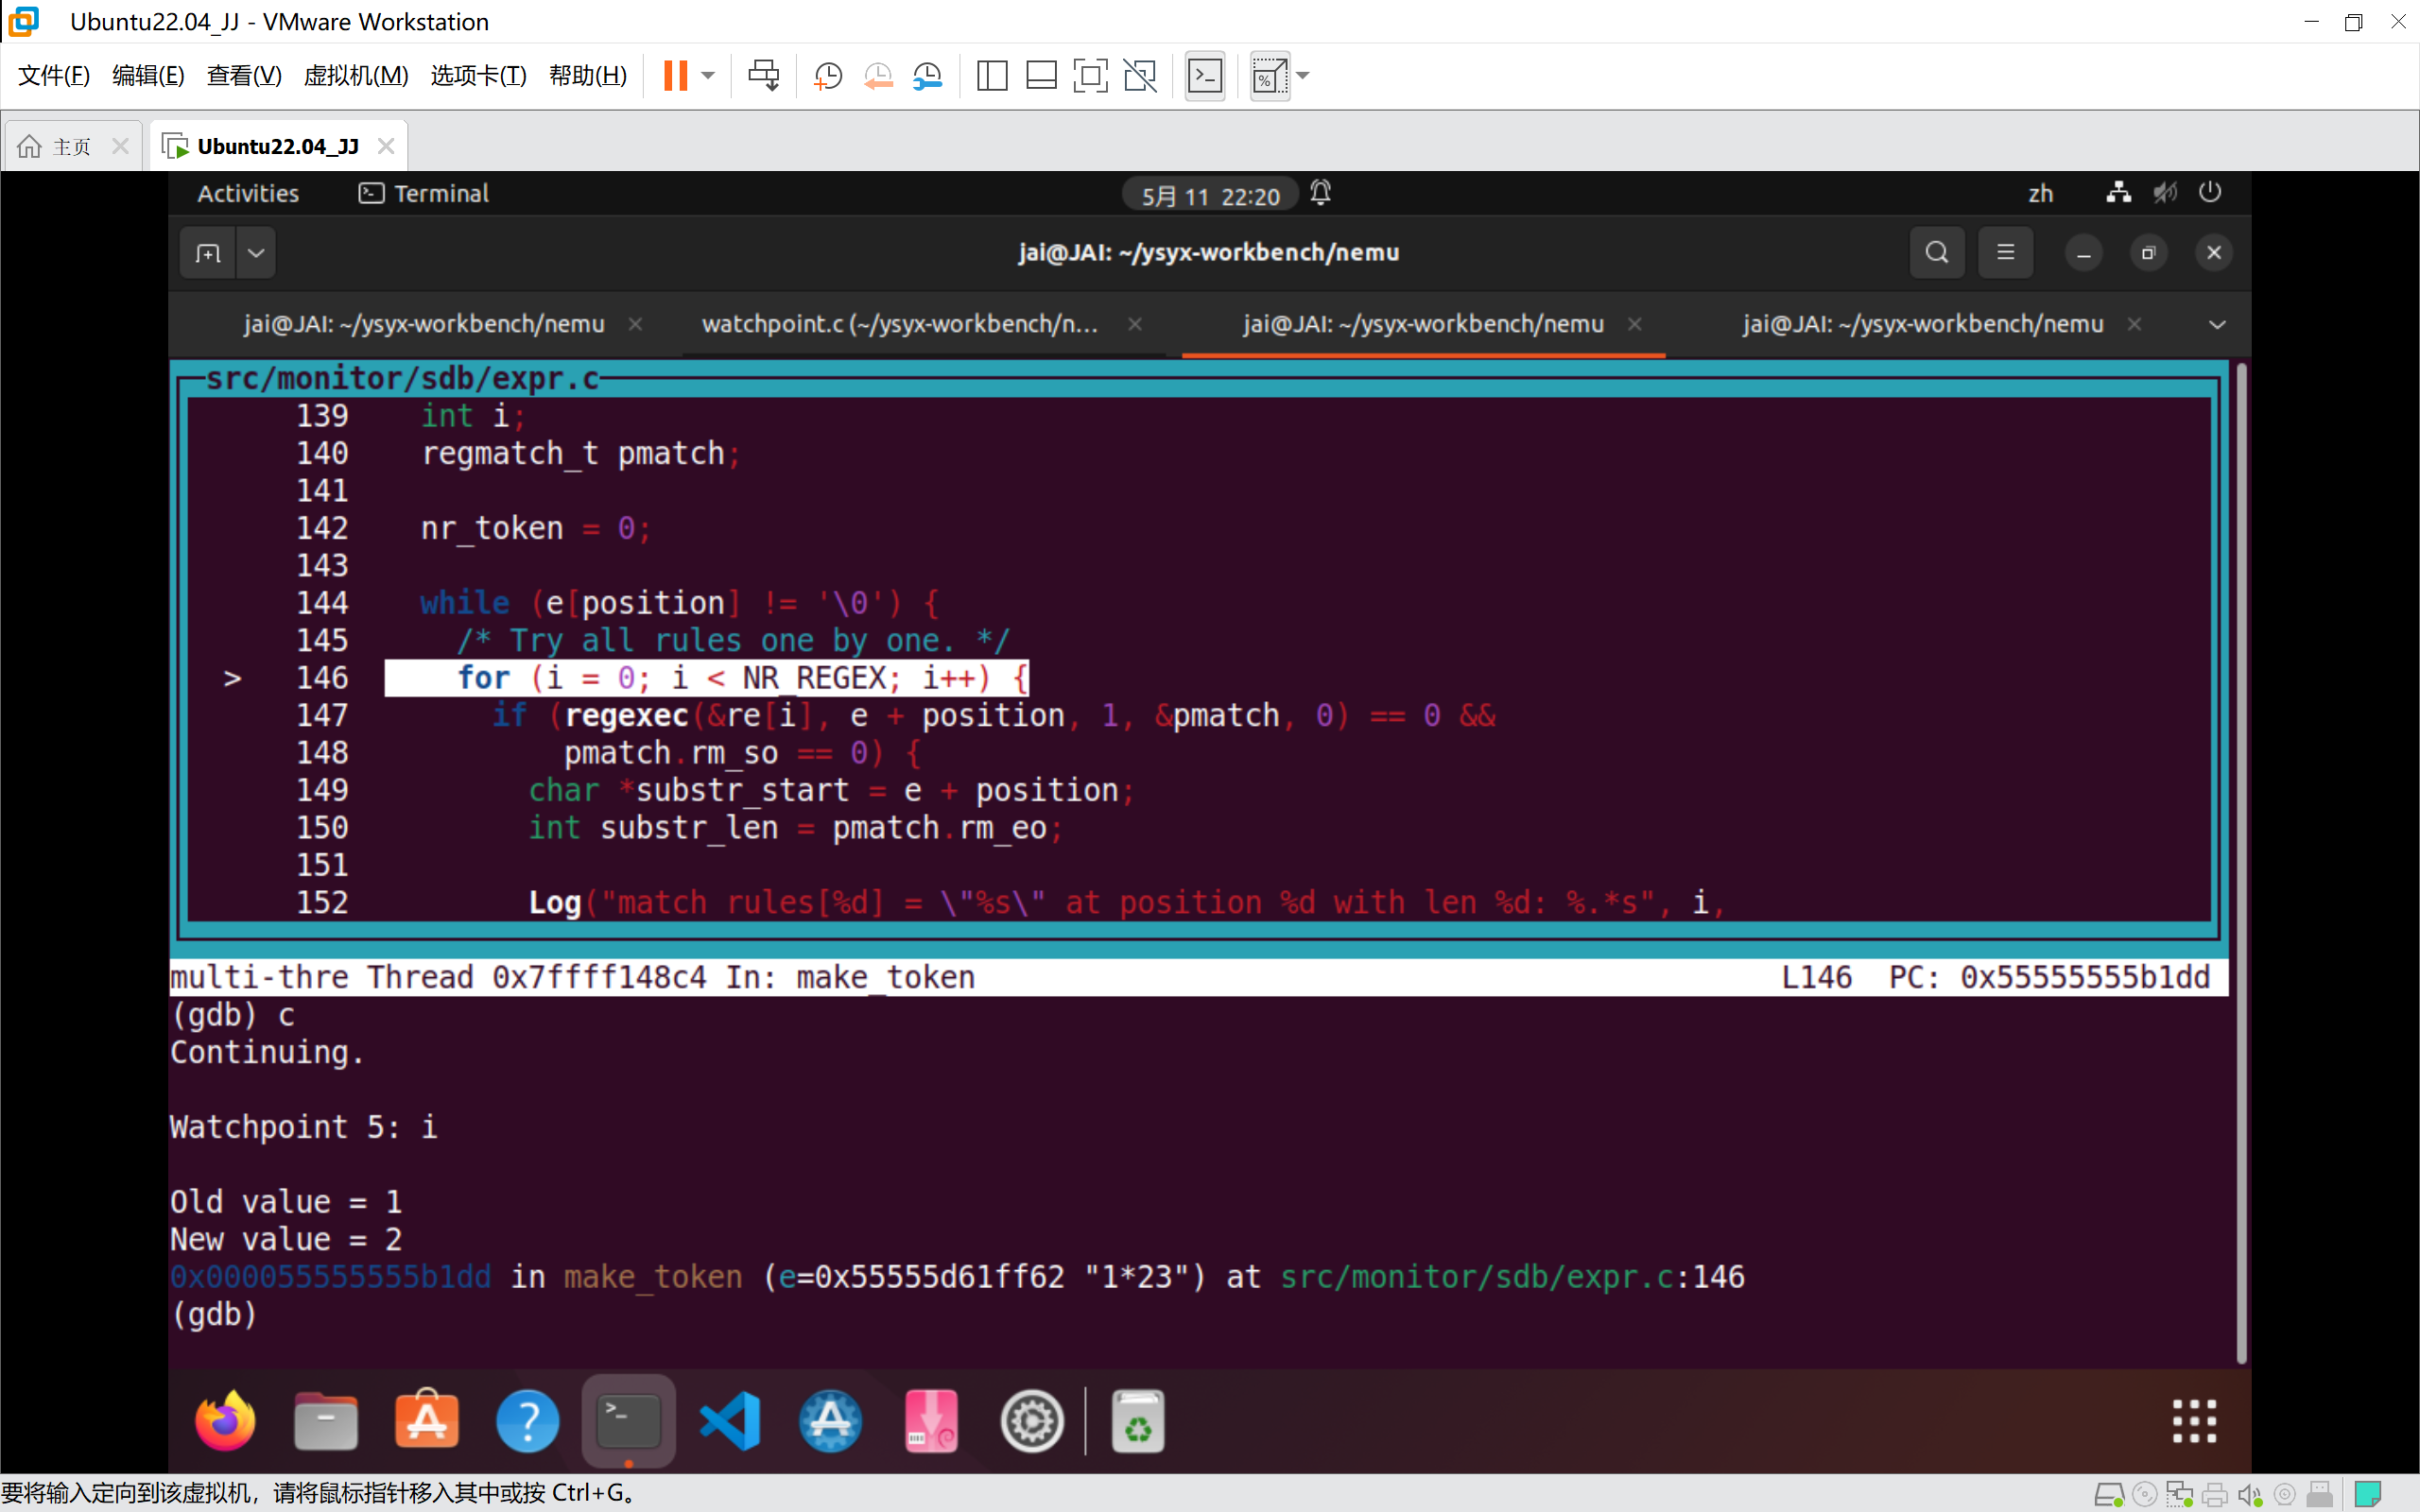 Ubuntu22.04_JJ - VMware Workstation
文件(F) 编辑(E) 查看(V) 虚拟机(M) 选项卡(T) 帮助(H)
主页 Ubuntu22.04_JJ
Activities Terminal 5月 11 22:20 zh
jai@JAI: ~/ysyx-workbench/nemu
jai@JAI: ~/ysyx-workbench/nemu watchpoint.c (~/ysyx-workbench/n... jai@JAI: ~/ysyx-workbench/nemu jai@JAI: ~/ysyx-workbench/nemu
src/monitor/sdb/expr.c
139 int i;
140 regmatch_t pmatch;
141
142 nr_token = 0;
143
144 while (e[position] != '\0') {
145 /* Try all rules one by one. */
> 146 for (i = 0; i < NR_REGEX; i++) {
147 if (regexec(&re[i], e + position, 1, &pmatch, 0) == 0 &&
148 pmatch.rm_so == 0) {
149 char *substr_start = e + position;
150 int substr_len = pmatch.rm_eo;
151
152 Log("match rules[%d] = \"%s\" at position %d with len %d: %.*s", i,
multi-thre Thread 0x7ffff148c4 In: make_token L146 PC: 0x55555555b1dd
(gdb) c
Continuing.
Watchpoint 5: i
Old value = 1
New value = 2
0x000055555555b1dd in make_token (e=0x55555d61ff62 "1*23") at src/monitor/sdb/expr.c:146
(gdb)
要将输入定向到该虚拟机，请将鼠标指针移入其中或按 Ctrl+G。